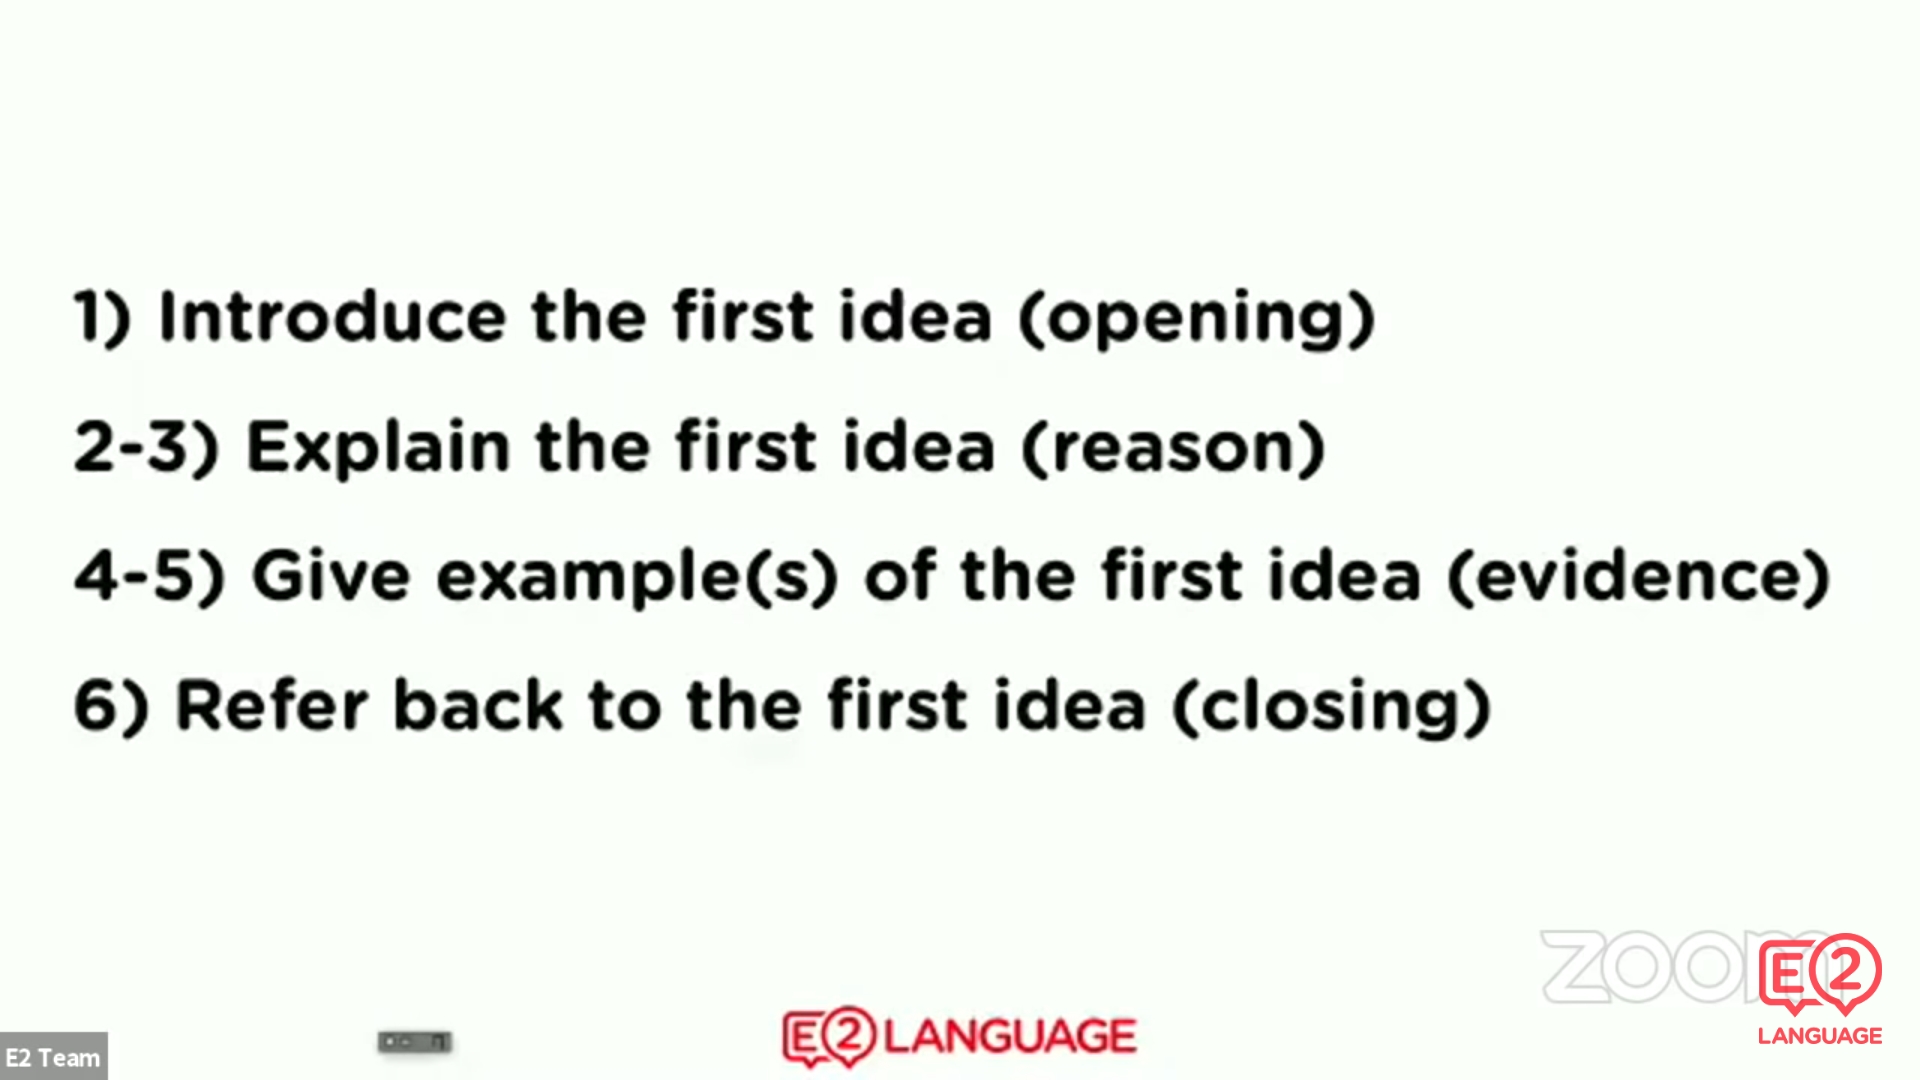 1) Introduce the first idea (opening)
2-3) Explain the first idea (reason)
4-5) Give example(s) of the first idea (evidence)
6) Refer back to the first idea (closing)
zoom
E2
LANGUAGE
E2 LANGUAGE
E2 Team